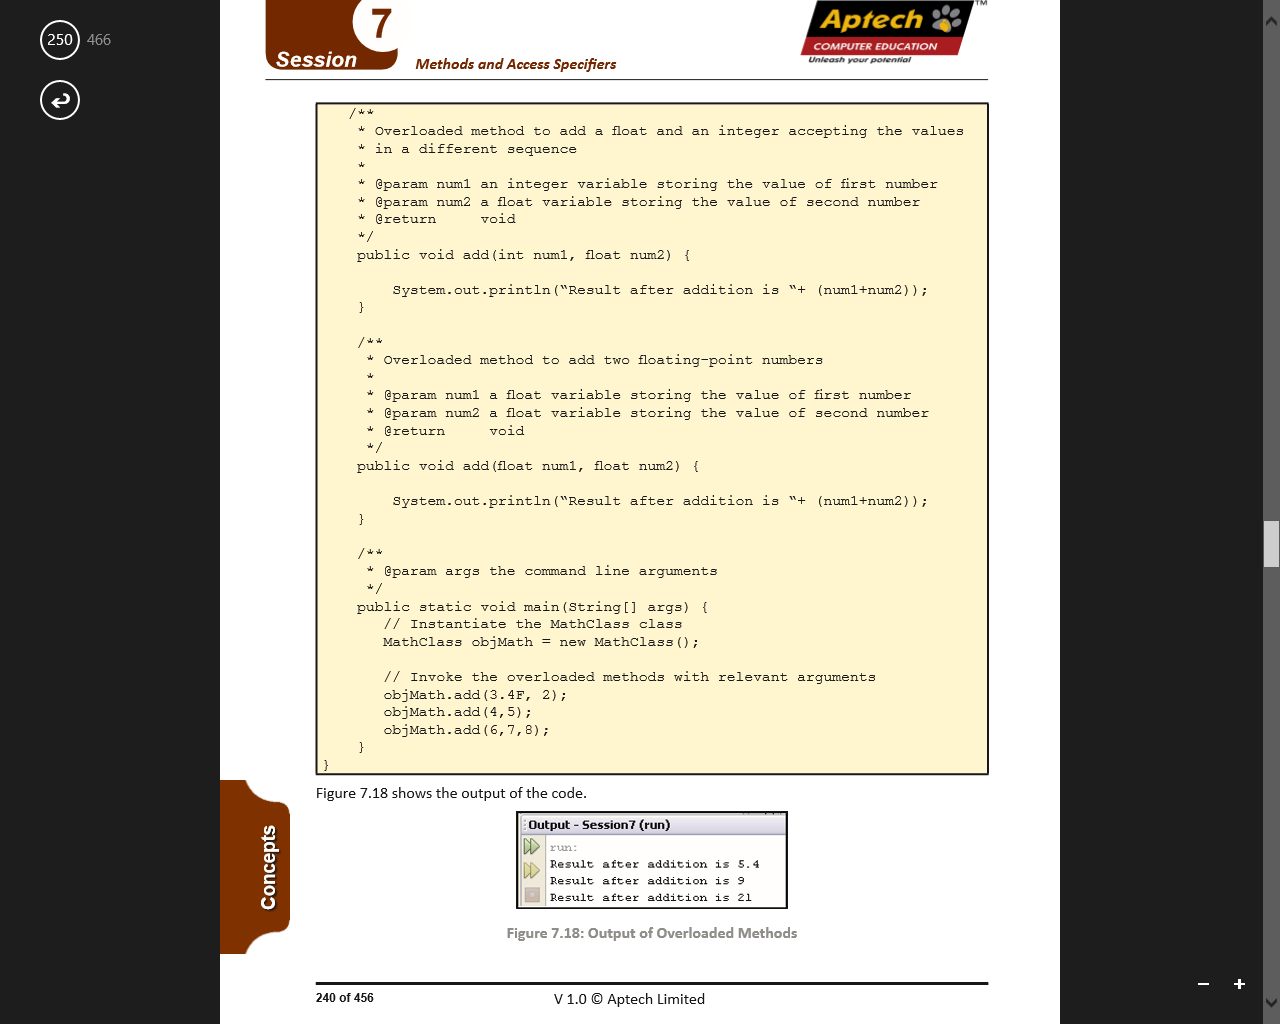 250 466
7
Session
Methods and Access Specifiers
Aptech
TM
COMPUTER EDUCATION
Unleash your potential
/**
* Overloaded method to add a float and an integer accepting the values
* in a different sequence
*
* @param num1 an integer variable storing the value of first number
* @param num2 a float variable storing the value of second number
* @return void
*/
public void add(int num1, float num2) {
System.out.println(“Result after addition is “+ (num1+num2));
}
/**
* Overloaded method to add two floating-point numbers
*
* @param num1 a float variable storing the value of first number
* @param num2 a float variable storing the value of second number
* @return void
*/
public void add(float num1, float num2) {
System.out.println(“Result after addition is “+ (num1+num2));
}
/**
* @param args the command line arguments
*/
public static void main(String[] args) {
// Instantiate the MathClass class
MathClass objMath = new MathClass();
// Invoke the overloaded methods with relevant arguments
objMath.add(3.4F, 2);
objMath.add(4,5);
objMath.add(6,7,8);
}
}
Figure 7.18 shows the output of the code.
Output - Session7 (run)
run:
Result after addition is 5.4
Result after addition is 9
Result after addition is 21
Figure 7.18: Output of Overloaded Methods
Concepts
240 of 456
V 1.0 © Aptech Limited